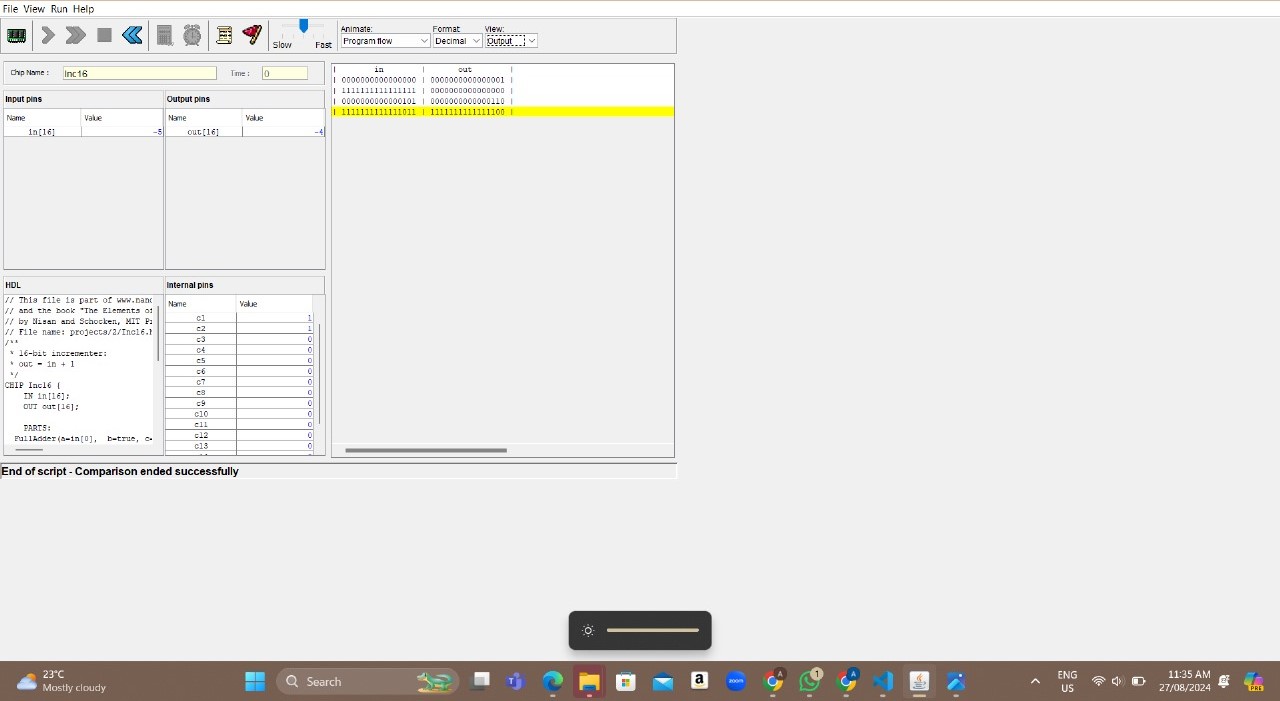 File View Run Help
Slow Fast
Animate:
Program flow
Format:
Decimal
View:
Output
Chip Name :
Inc16
Time :
0
Input pins
Name Value
in[16] -5
Output pins
Name Value
out[16] -4
| in | out |
| 0000000000000000 | 0000000000000001 |
| 1111111111111111 | 0000000000000000 |
| 0000000000000101 | 0000000000000110 |
| 1111111111111011 | 1111111111111100 |
HDL
// This file is part of www.nand
// and the book "The Elements of
// by Nisan and Schocken, MIT Pr
// File name: projects/2/Inc16.h
/**
* 16-bit incrementer:
* out = in + 1
*/
CHIP Inc16 {
IN in[16];
OUT out[16];
PARTS:
FullAdder(a=in[0], b=true, c=
Internal pins
Name Value
c1 1
c2 1
c3 0
c4 0
c5 0
c6 0
c7 0
c8 0
c9 0
c10 0
c11 0
c12 0
c13 0
End of script - Comparison ended successfully
23°C
Mostly cloudy
Search
a
zoom
A
1
A
ENG
US
11:35 AM
27/08/2024
PRE